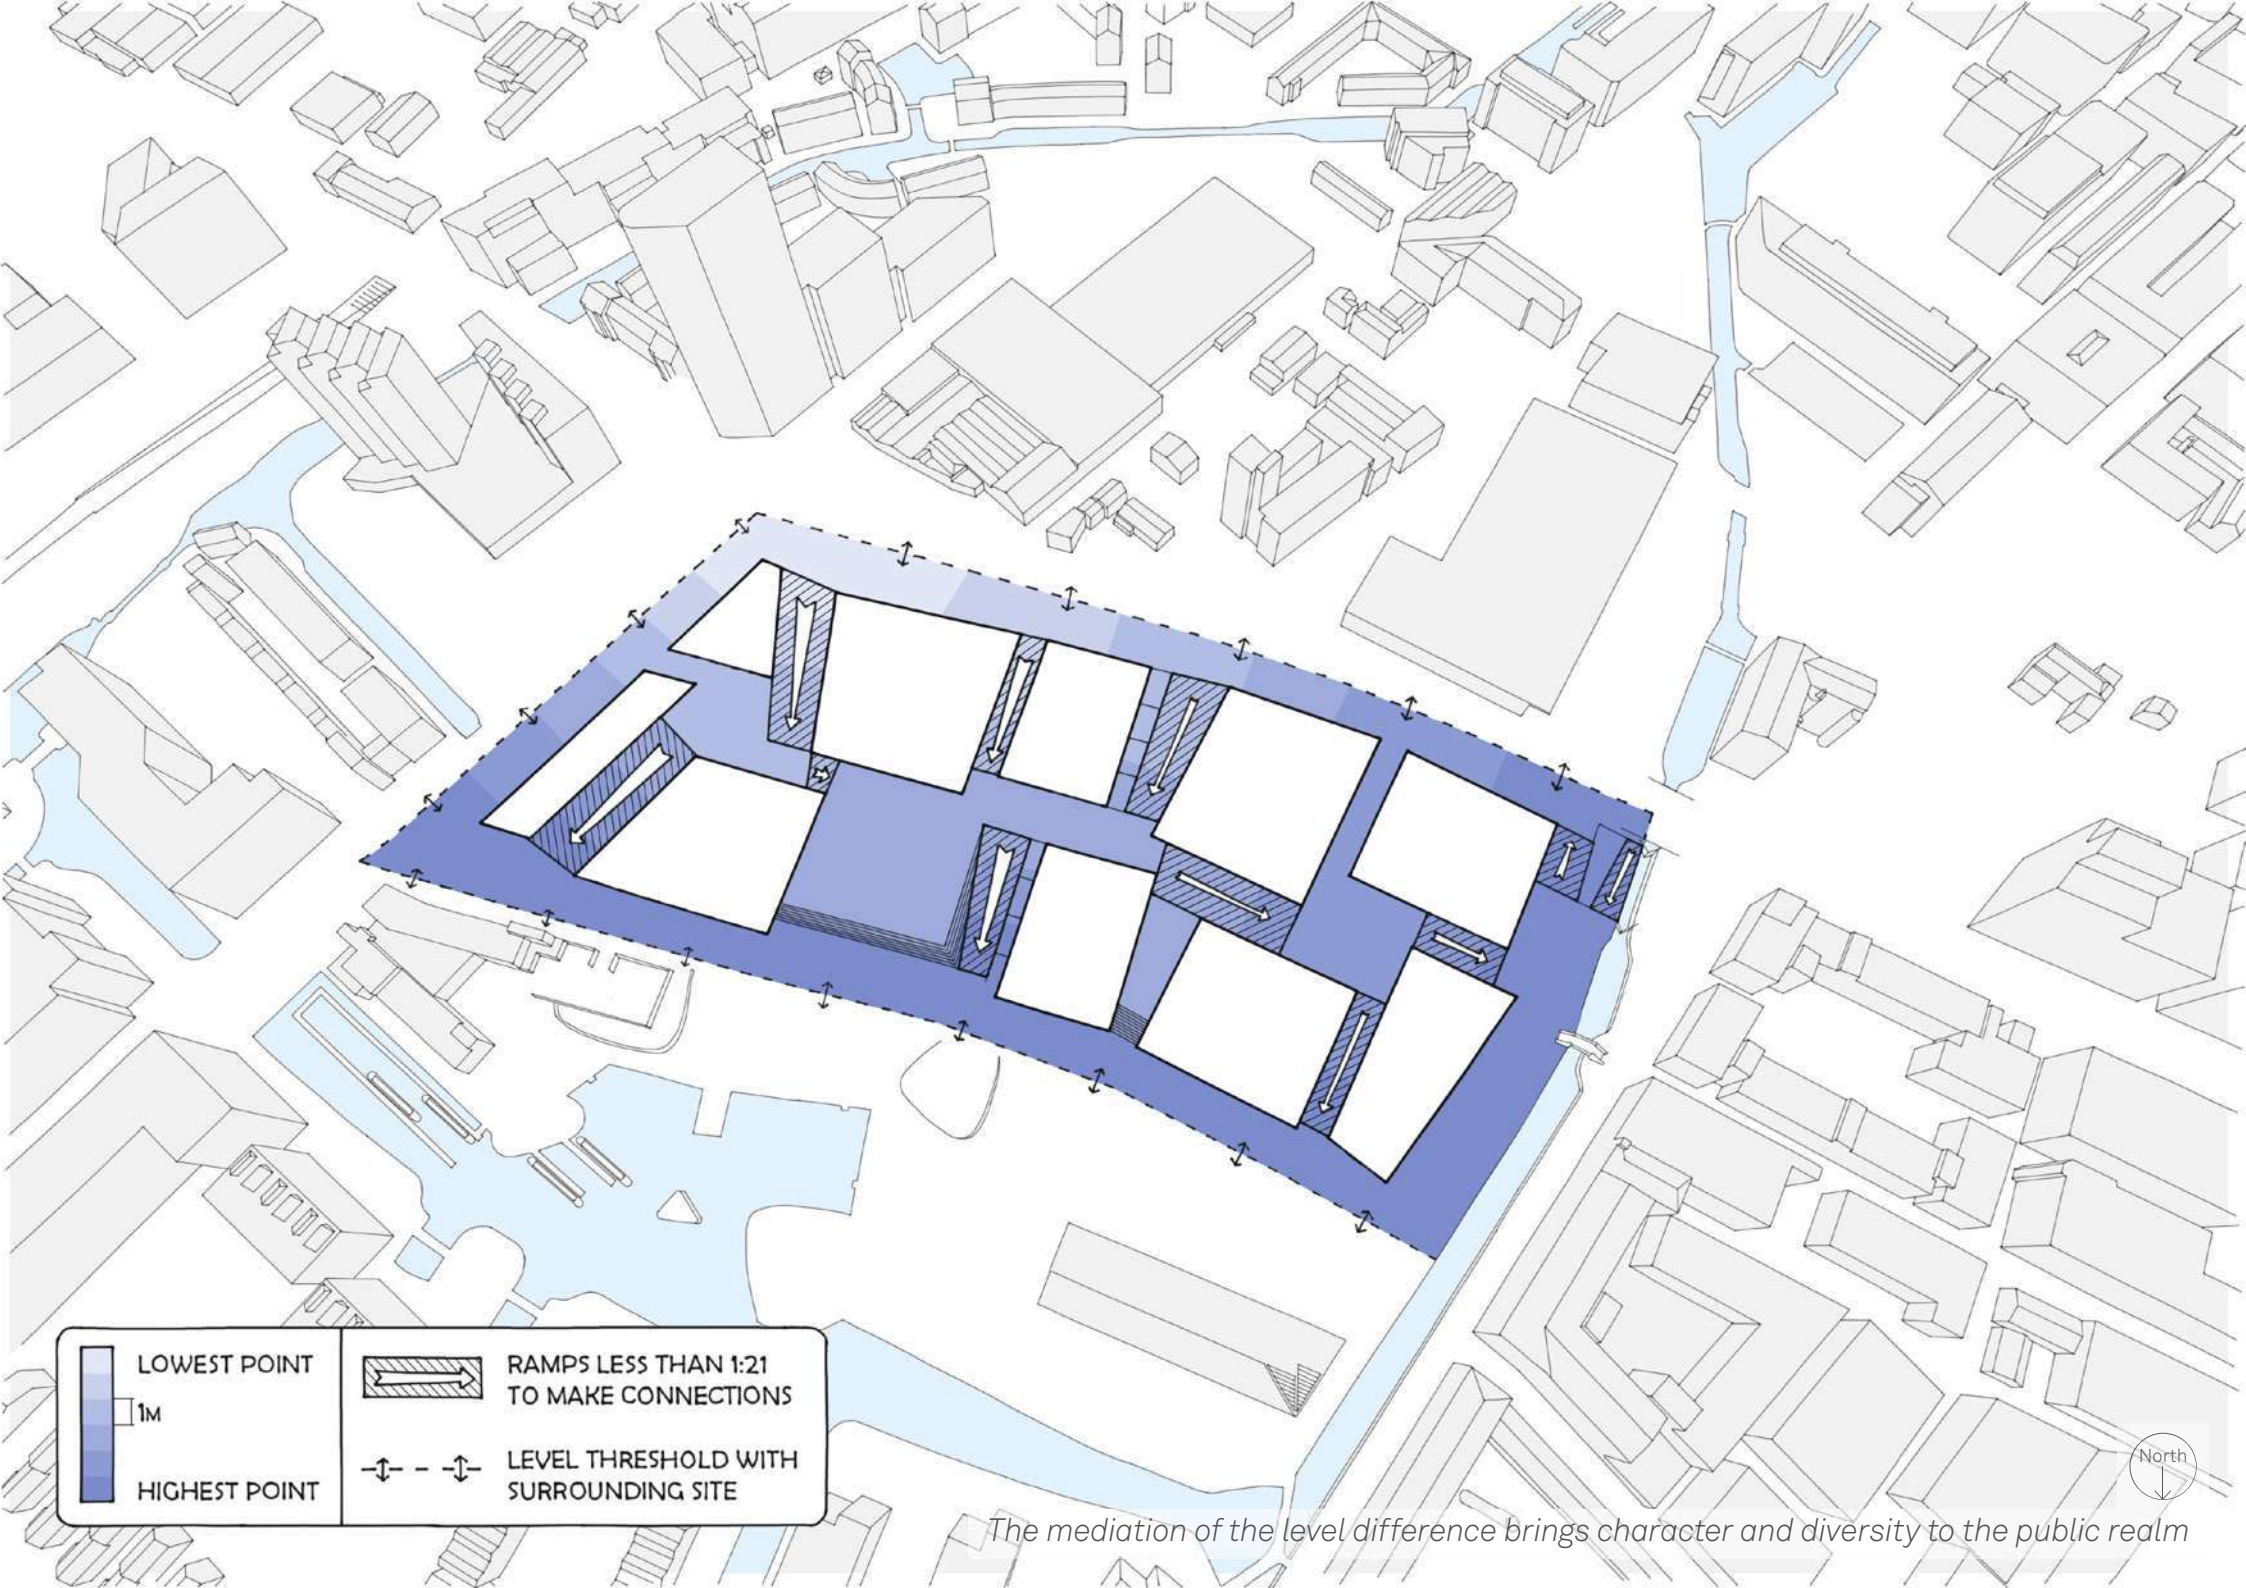 LOWEST POINT
1M
HIGHEST POINT
RAMPS LESS THAN 1:21
TO MAKE CONNECTIONS
LEVEL THRESHOLD WITH
SURROUNDING SITE
North
The mediation of the level difference brings character and diversity to the public realm